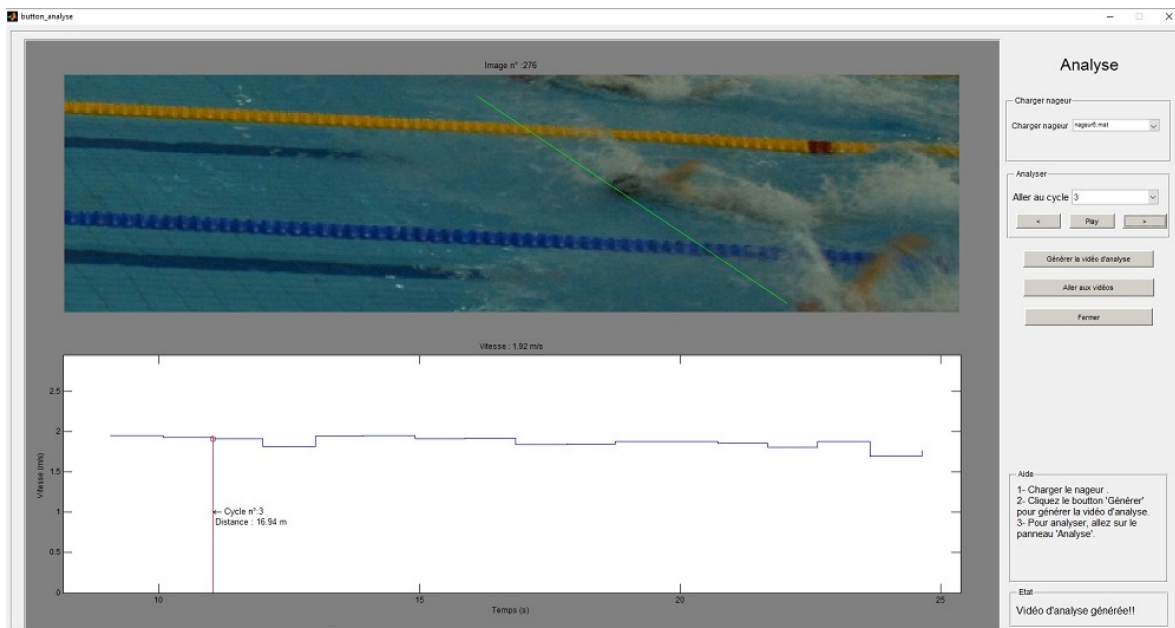 button_analyse
Image n° :276
Vitesse : 1.92 m/s
2.5
2
1.5
1
0.5
0
Vitesse (m/s)
← Cycle n°:3
Distance : 16.94 m
10
15
20
25
Temps (s)
Analyse
Charger nageur
Charger nageur nageur6.mat
Analyser
Aller au cycle 3
< Play >
Générer la vidéo d'analyse
Aller aux vidéos
Fermer
Aide
1- Charger le nageur .
2- Cliquez le boutton 'Générer'
pour générer la vidéo d'analyse.
3- Pour analyser, allez sur le
panneau 'Analyse'.
Etat
Vidéo d'analyse générée!!